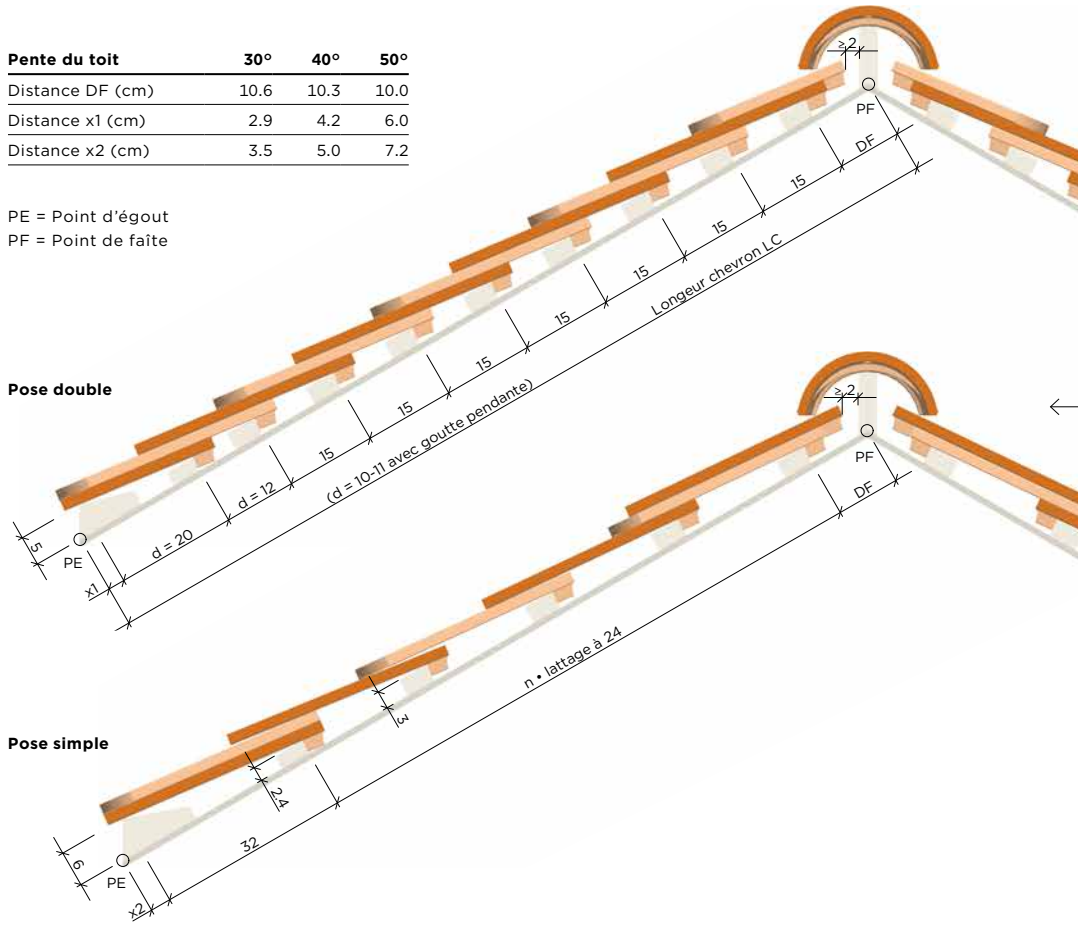 Pente du toit 30° 40° 50°
Distance DF (cm) 10.6 10.3 10.0
Distance x1 (cm) 2.9 4.2 6.0
Distance x2 (cm) 3.5 5.0 7.2
PE = Point d'égout
PF = Point de faîte
≥ 2
PF
DF
15
15
15
15
15
15
15
15
Longeur chevron LC
(d = 10-11 avec goutte pendante)
d = 12
d = 20
Pose double
5
PE
x1
≥ 2
PF
DF
n • lattage à 24
3
2.4
32
Pose simple
6
PE
x2